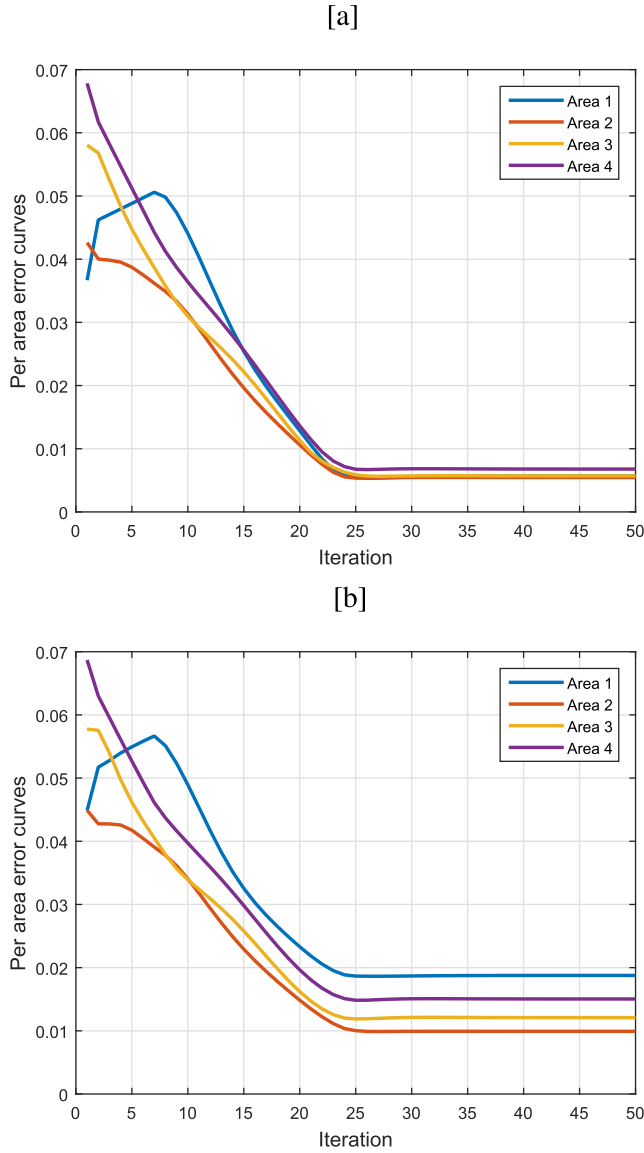 [a]
0.07
0.06
0.05
0.04
0.03
0.02
0.01
0
Per area error curves
Area 1
Area 2
Area 3
Area 4
0 5 10 15 20 25 30 35 40 45 50
Iteration
[b]
0.07
0.06
0.05
0.04
0.03
0.02
0.01
0
Per area error curves
Area 1
Area 2
Area 3
Area 4
0 5 10 15 20 25 30 35 40 45 50
Iteration